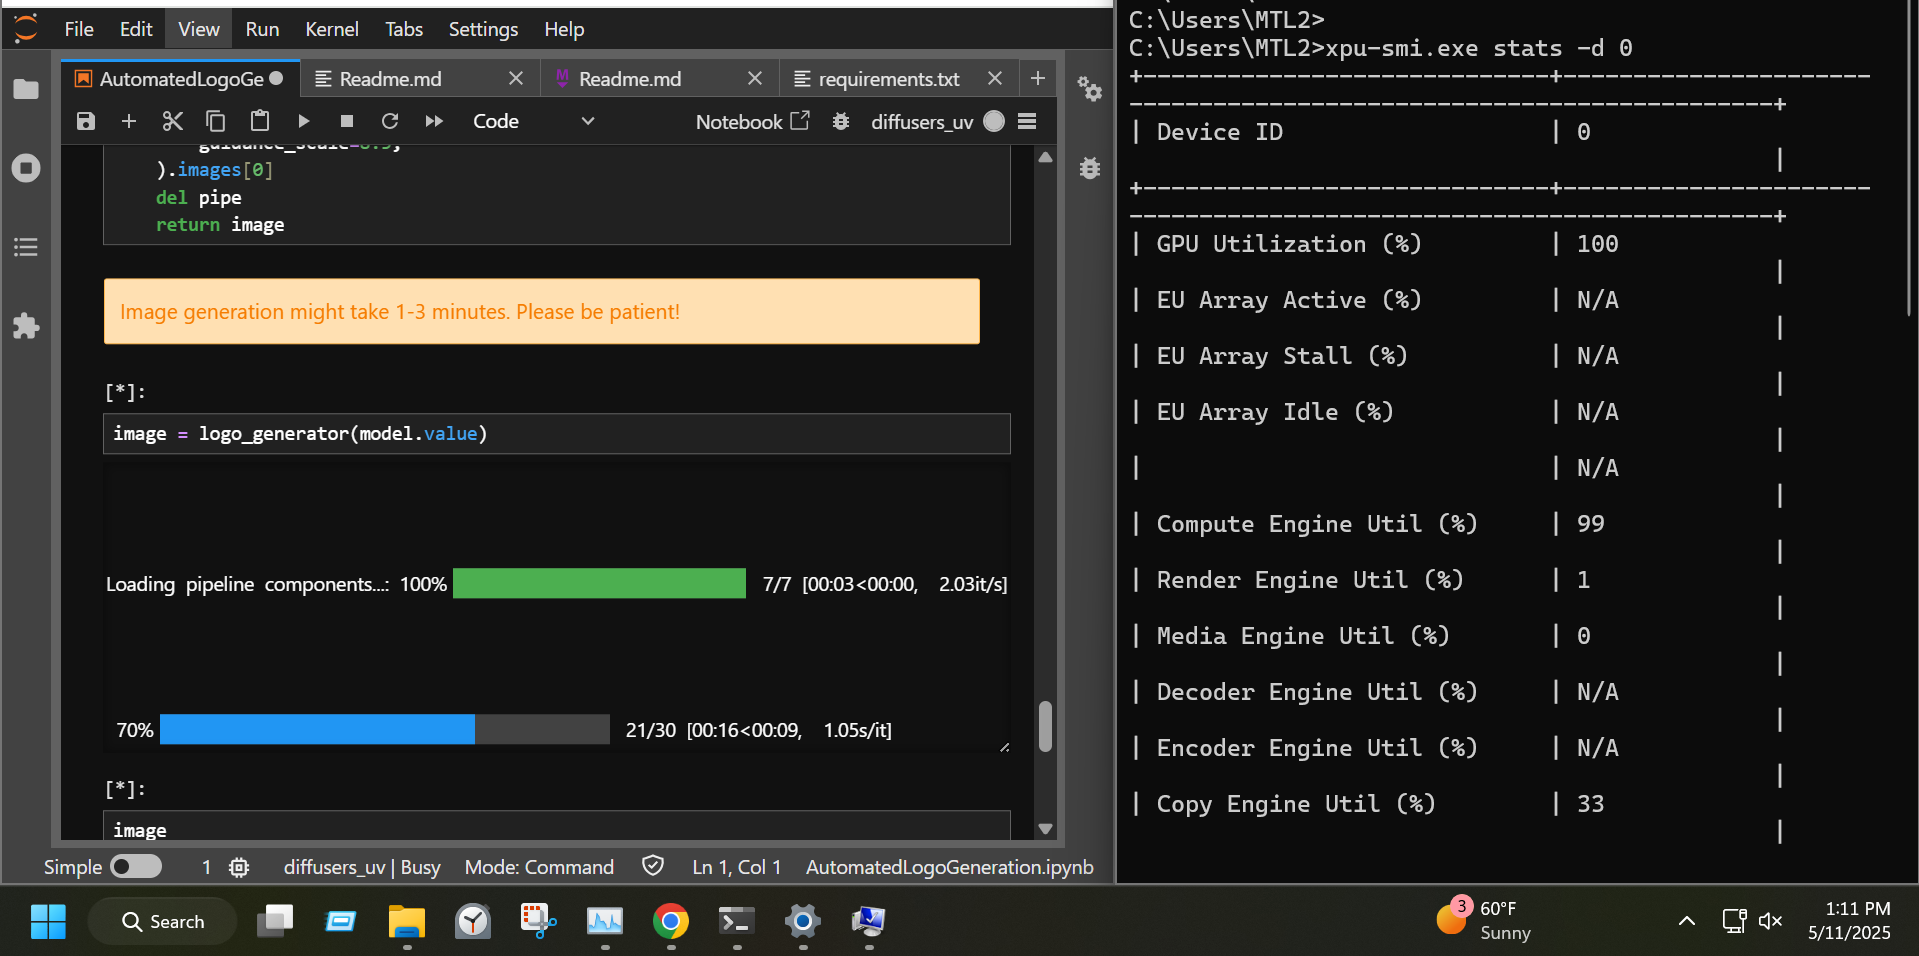 File Edit View Run Kernel Tabs Settings Help
AutomatedLogoGe Readme.md Readme.md requirements.txt
Code Notebook diffusers_uv
guidance_scale=8.5,
).images[0]
del pipe
return image
Image generation might take 1-3 minutes. Please be patient!
[*]:
image = logo_generator(model.value)
Loading pipeline components...: 100% 7/7 [00:03<00:00, 2.03it/s]
70% 21/30 [00:16<00:09, 1.05s/it]
[*]:
image
Simple 1 diffusers_uv | Busy Mode: Command Ln 1, Col 1 AutomatedLogoGeneration.ipynb
C:\Users\MTL2>
C:\Users\MTL2>xpu-smi.exe stats -d 0
+------------------------------+----------------------
----------------------------------------------+
| Device ID | 0
|
+------------------------------+----------------------
----------------------------------------------+
| GPU Utilization (%) | 100
|
| EU Array Active (%) | N/A
|
| EU Array Stall (%) | N/A
|
| EU Array Idle (%) | N/A
|
| | N/A
|
| Compute Engine Util (%) | 99
|
| Render Engine Util (%) | 1
|
| Media Engine Util (%) | 0
|
| Decoder Engine Util (%) | N/A
|
| Encoder Engine Util (%) | N/A
|
| Copy Engine Util (%) | 33
|
Search
3
60°F
Sunny
1:11 PM
5/11/2025